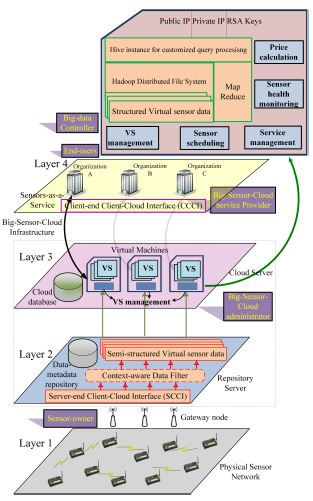 Public IP Private IP RSA Keys
Hive instance for customized query processing
Price
calculation
Hadoop Distributed File System
Map
Reduce
Sensor
health
monitoring
Structured Virtual sensor data
Big-data
Controller
VS
management
Sensor
scheduling
Service
management
End-users
Layer 4
Organization
A
Organization
B
Organization
C
Sensors-as-a-
Service
Client-end Client-Cloud Interface (CCCI)
Big-Sensor-Cloud
Service Provider
Big-Sensor-Cloud
Infrastructure
Layer 3
Virtual Machines
VS
VS
VS
Cloud Server
Cloud
database
VS management
Big-Sensor-
Cloud
administrator
Layer 2
Data-
metadata
repository
Semi-structured Virtual sensor data
Context-aware Data Filter
Repository
Server
Server-end Client-Cloud Interface (SCCI)
Sensor-owner
Gateway node
Layer 1
Physical Sensor
Network